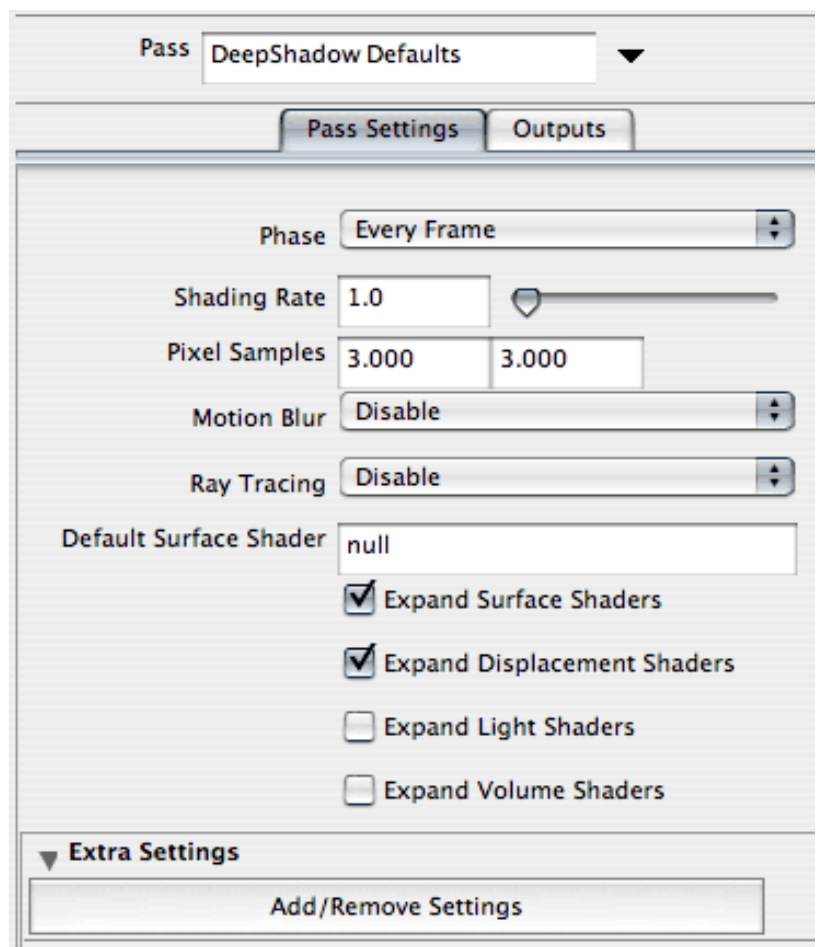 Pass DeepShadow Defaults
Pass Settings Outputs
Phase Every Frame
Shading Rate 1.0
Pixel Samples 3.000 3.000
Motion Blur Disable
Ray Tracing Disable
Default Surface Shader null
Expand Surface Shaders
Expand Displacement Shaders
Expand Light Shaders
Expand Volume Shaders
Extra Settings
Add/Remove Settings